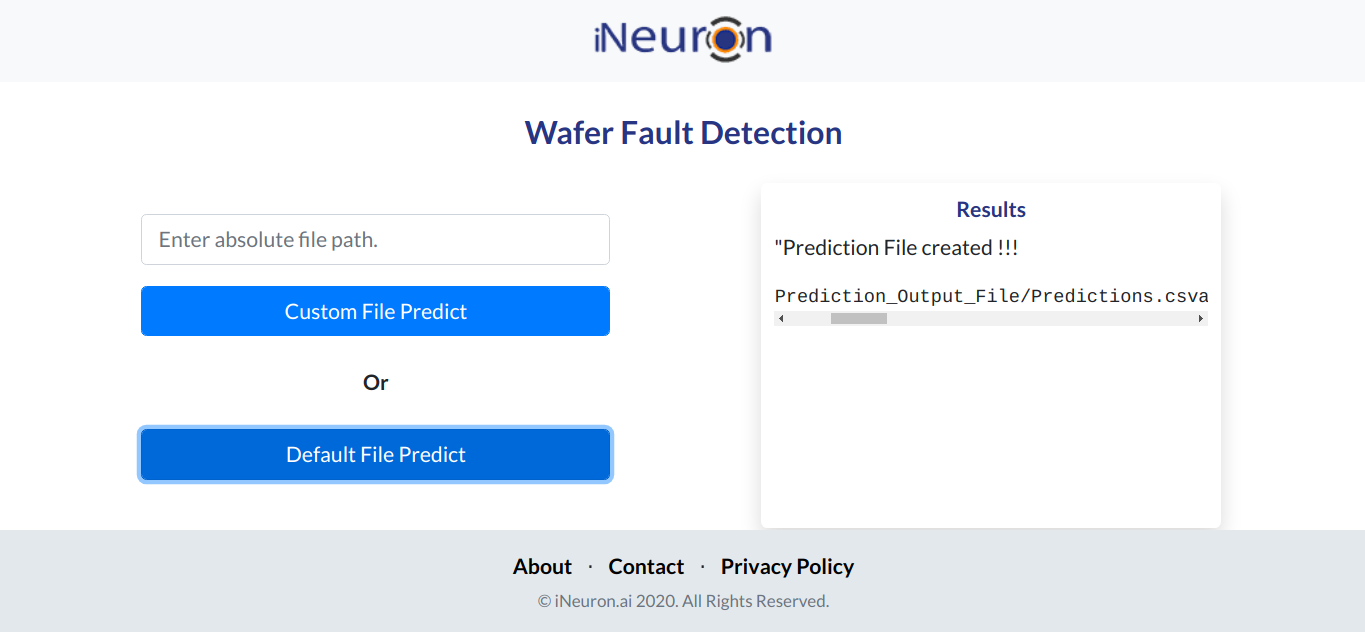 iNeuron
Wafer Fault Detection
Enter absolute file path.
Custom File Predict
Or
Default File Predict
Results
"Prediction File created !!!
Prediction_Output_File/Predictions.csva
About · Contact · Privacy Policy
© iNeuron.ai 2020. All Rights Reserved.